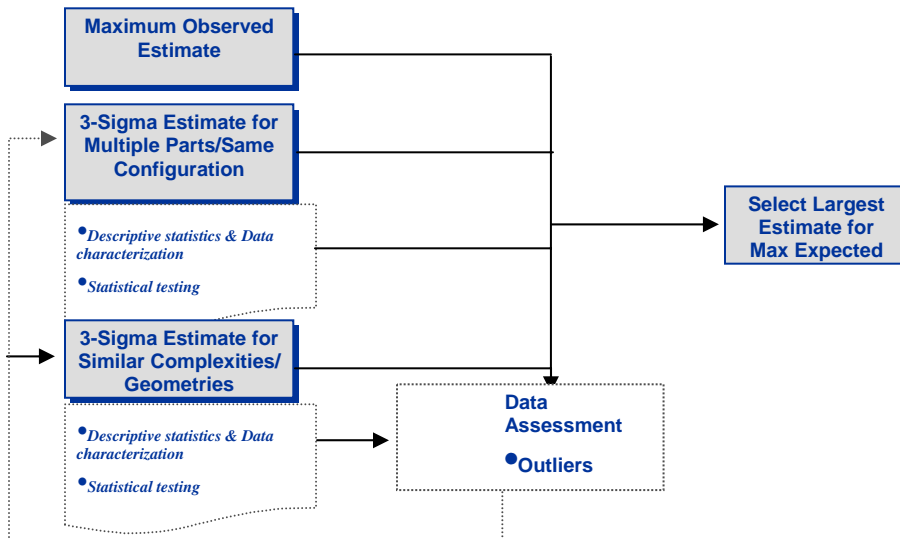 Maximum Observed
Estimate
3-Sigma Estimate for
Multiple Parts/Same
Configuration
•Descriptive statistics & Data
characterization
•Statistical testing
3-Sigma Estimate for
Similar Complexities/
Geometries
•Descriptive statistics & Data
characterization
•Statistical testing
Data
Assessment
•Outliers
Select Largest
Estimate for
Max Expected